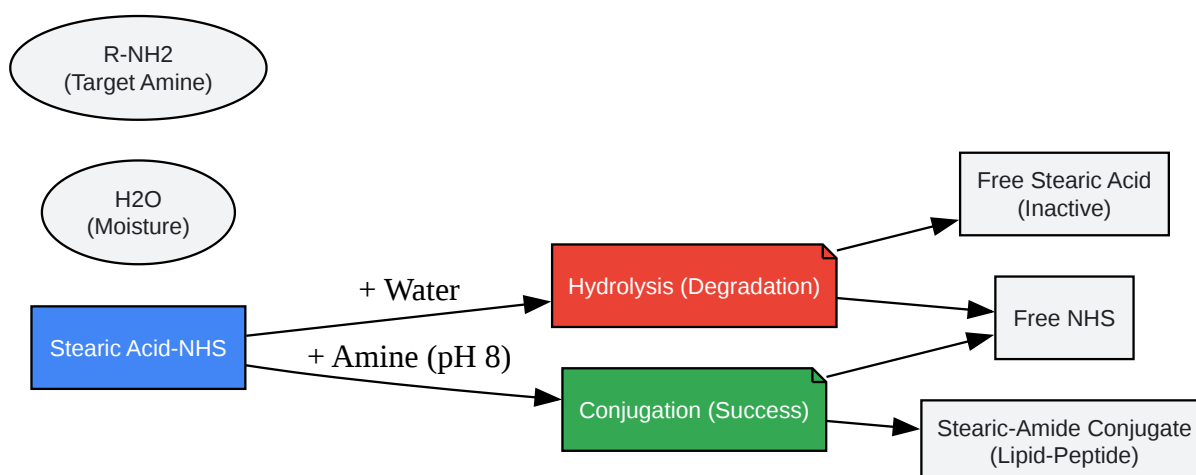 R-NH2
(Target Amine)
H2O
(Moisture)
Stearic Acid-NHS
+ Water
+ Amine (pH 8)
Hydrolysis (Degradation)
Conjugation (Success)
Free Stearic Acid
(Inactive)
Free NHS
Stearic-Amide Conjugate
(Lipid-Peptide)